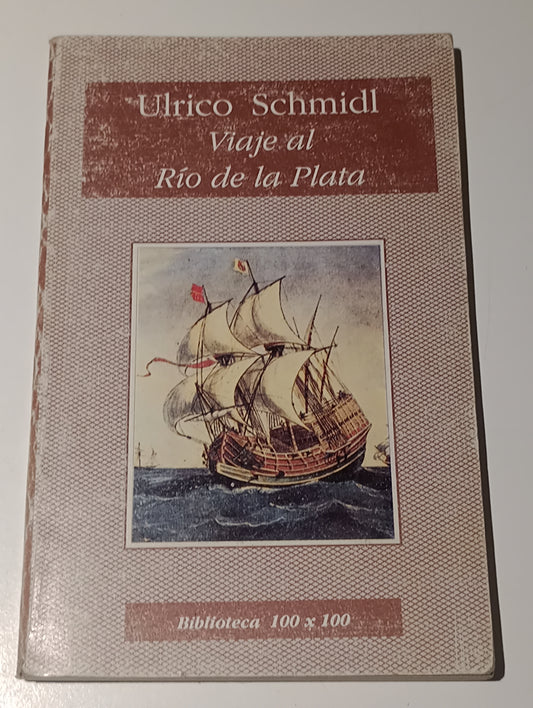 Ulrico Schmidl
Viaje al
Río de la Plata
Biblioteca 100 x 100